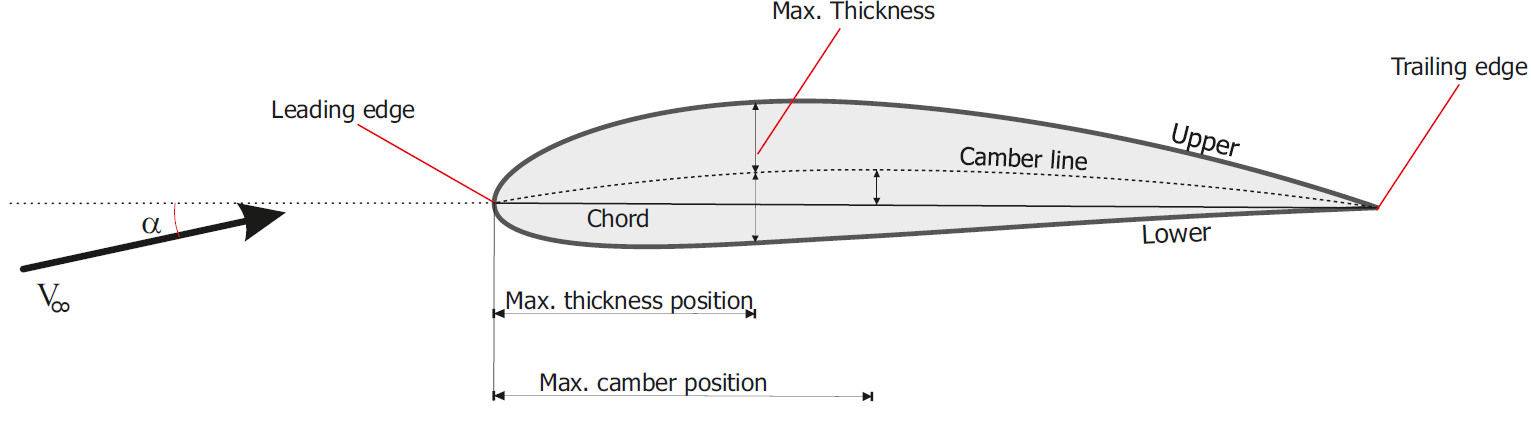 Max. Thickness
Trailing edge
Leading edge
Upper
Camber line
Chord
α
Lower
V∞
Max. thickness position
Max. camber position